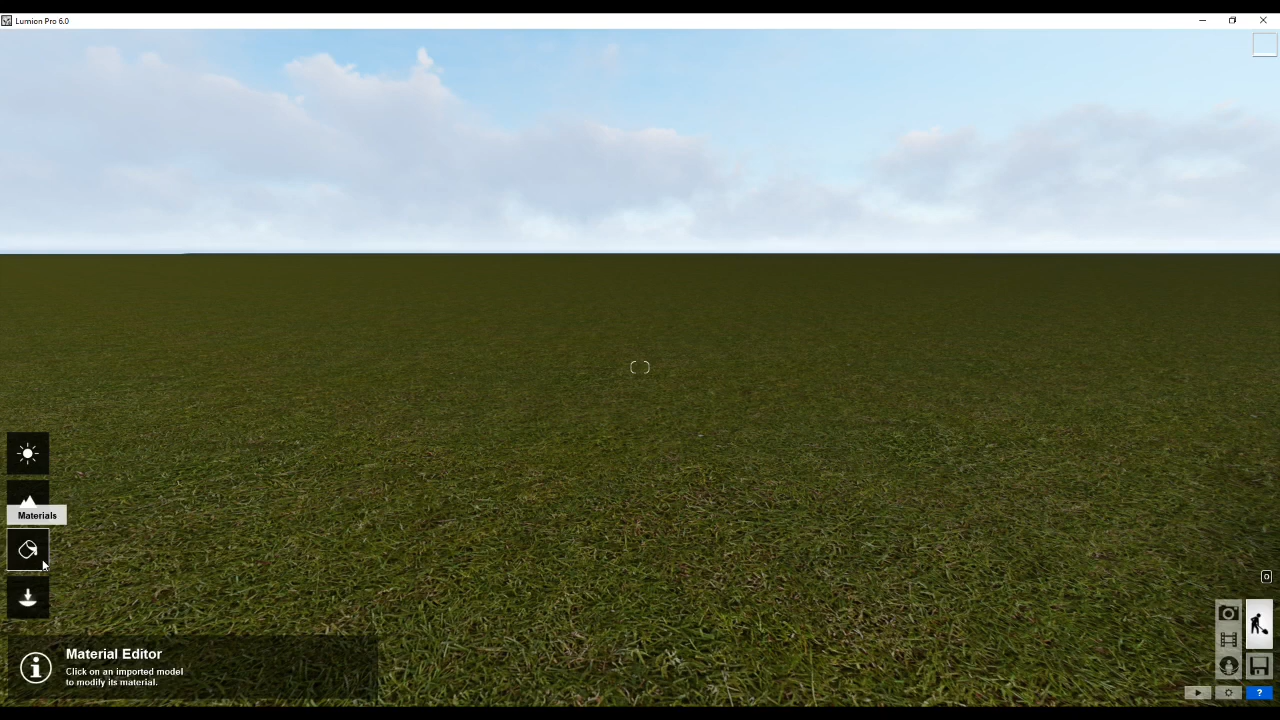 Lumion Pro 6.0
Materials
Material Editor
Click on an imported model
to modify its material.
?